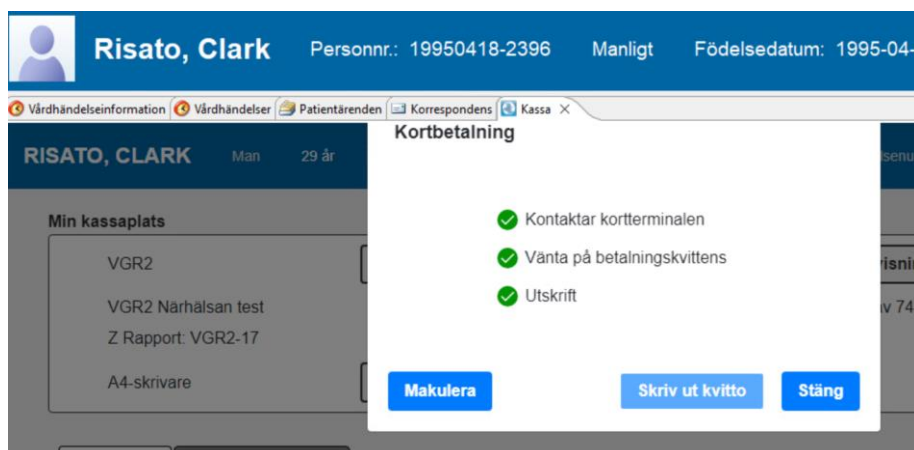 Risato, Clark Personnr.: 19950418-2396 Manligt Födelsedatum: 1995-04-
Vårdhändelseinformation Vårdhändelser Patientärenden Korrespondens Kassa
Kortbetalning
RISATO, CLARK Man 29 år
Kontaktar kortterminalen
Min kassaplats
Vänta på betalningskvittens
VGR2
Utskrift
VGR2 Närhälsan test
av 74
Z Rapport: VGR2-17
A4-skrivare
Makulera Skriv ut kvitto Stäng